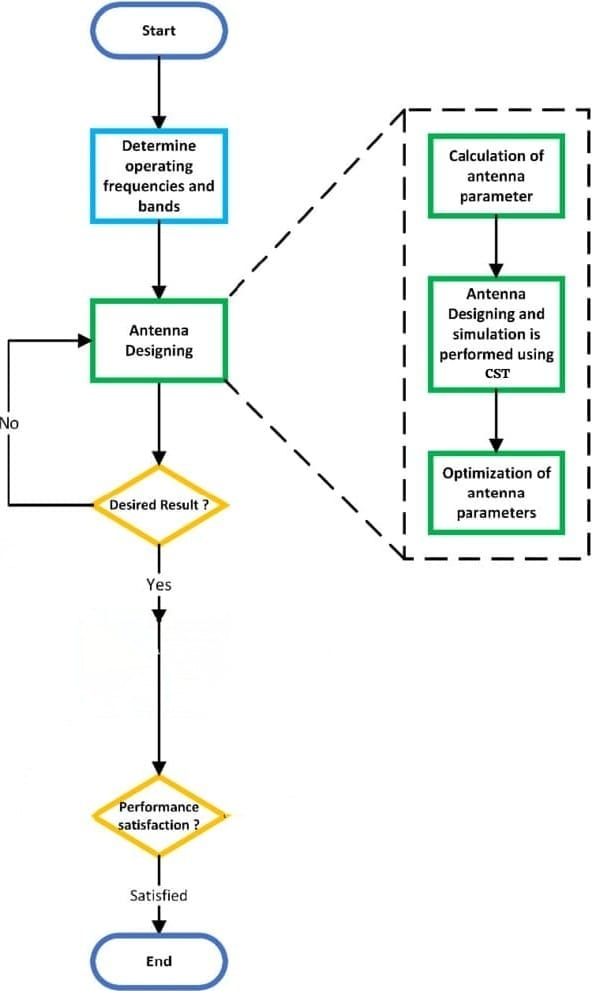 Start
Determine
operating
frequencies and
bands
Antenna
Designing
No
Desired Result ?
Yes
Performance
satisfaction ?
Satisfied
End
Calculation of
antenna
parameter
Antenna
Designing and
simulation is
performed using
CST
Optimization of
antenna
parameters